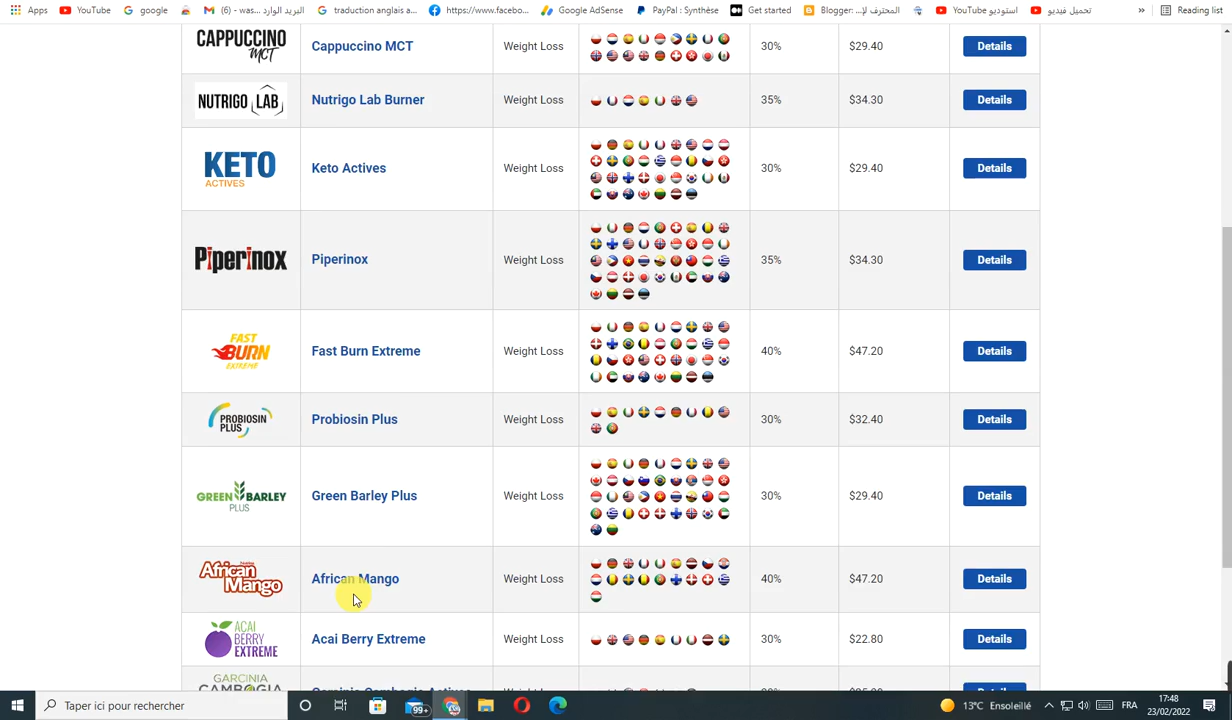 Apps YouTube google (6) - was... البريد الوارد traduction anglais a... https://www.facebo... Google AdSense PayPal : Synthèse Get started Blogger: المحترف لإ... YouTube استوديو تحميل فيديو » Reading list
CAPPUCCINO MCT Cappuccino MCT Weight Loss 30% $29.40 Details
NUTRIGO LAB Nutrigo Lab Burner Weight Loss 35% $34.30 Details
KETO ACTIVES Keto Actives Weight Loss 30% $29.40 Details
Piperinox Piperinox Weight Loss 35% $34.30 Details
FAST BURN EXTREME Fast Burn Extreme Weight Loss 40% $47.20 Details
PROBIOSIN PLUS Probiosin Plus Weight Loss 30% $32.40 Details
GREEN BARLEY PLUS Green Barley Plus Weight Loss 30% $29.40 Details
African Mango African Mango Weight Loss 40% $47.20 Details
ACAI BERRY EXTREME Acai Berry Extreme Weight Loss 30% $22.80 Details
GARCINIA CAMBOGIA Garcinia Cambogia Actives
Taper ici pour rechercher 99+ 13°C Ensoleillé FRA 17:48
23/02/2022